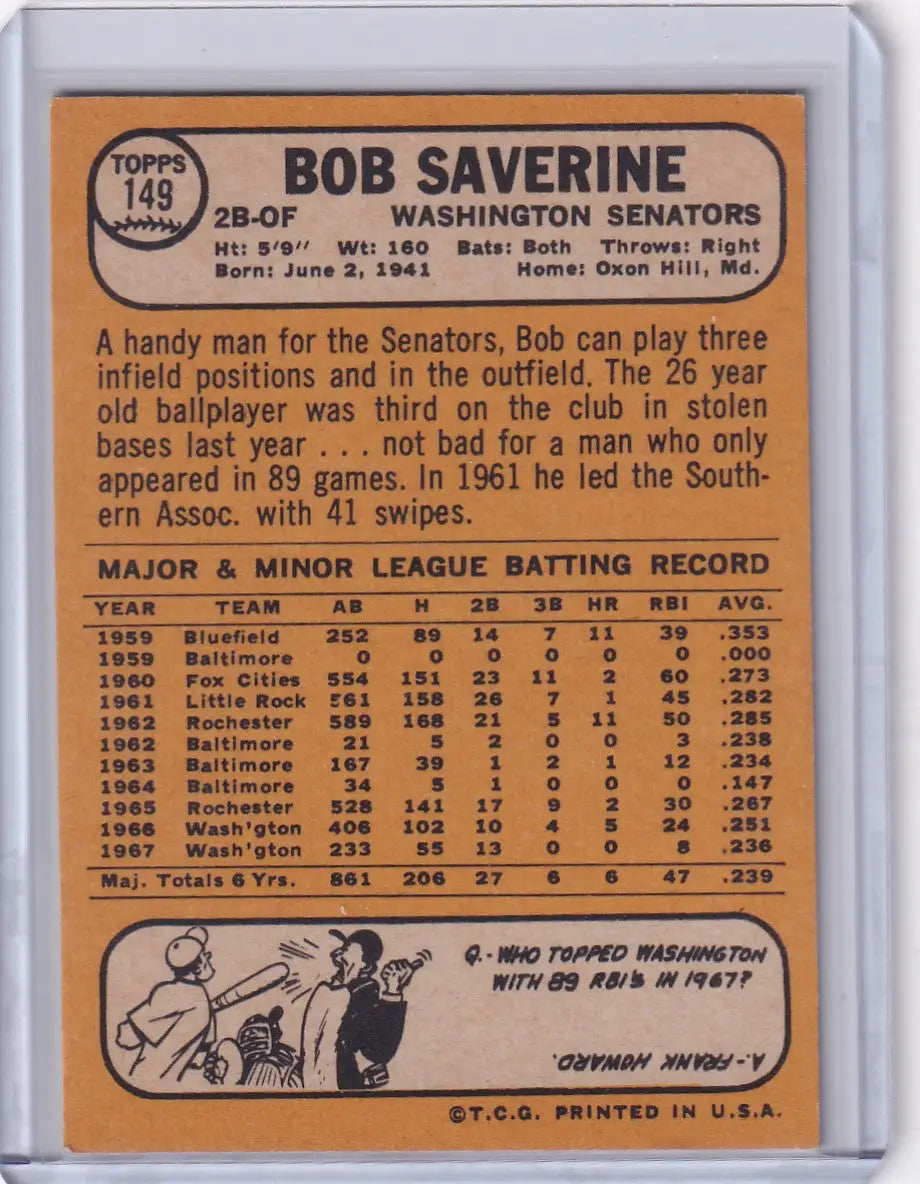 TOPPS
149
BOB SAVERINE
2B-OF WASHINGTON SENATORS
Ht: 5'9" Wt: 160 Bats: Both Throws: Right
Born: June 2, 1941 Home: Oxon Hill, Md.
A handy man for the Senators, Bob can play three
infield positions and in the outfield. The 26 year
old ballplayer was third on the club in stolen
bases last year . . . not bad for a man who only
appeared in 89 games. In 1961 he led the South-
ern Assoc. with 41 swipes.
MAJOR & MINOR LEAGUE BATTING RECORD
YEAR TEAM AB H 2B 3B HR RBI AVG.
1959 Bluefield 252 89 14 7 11 39 .353
1959 Baltimore 0 0 0 0 0 0 .000
1960 Fox Cities 554 151 23 11 2 60 .273
1961 Little Rock 561 158 26 7 1 45 .282
1962 Rochester 589 168 21 5 11 50 .285
1962 Baltimore 21 5 2 0 0 3 .238
1963 Baltimore 167 39 1 2 1 12 .234
1964 Baltimore 34 5 1 0 0 0 .147
1965 Rochester 528 141 17 9 2 30 .267
1966 Wash'gton 406 102 10 4 5 24 .251
1967 Wash'gton 233 55 13 0 0 8 .236
Maj. Totals 6 Yrs. 861 206 27 6 6 47 .239
Q.-WHO TOPPED WASHINGTON
WITH 89 RBI'S IN 1967?
A.-FRANK HOWARD.
©T.C.G. PRINTED IN U.S.A.